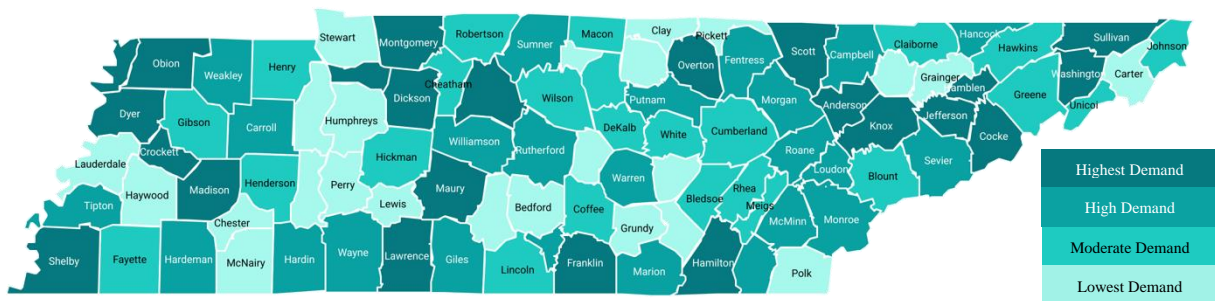 Stewart
Montgomery
Robertson
Sumner
Macon
Clay
Pickett
Scott
Campbell
Claiborne
Hancock
Hawkins
Sullivan
Johnson
Obion
Weakley
Henry
Cheatham
Dickson
Overton
Fentress
Grainger
Hamblen
Washington
Carter
Unicoi
Greene
Dyer
Gibson
Carroll
Humphreys
Wilson
Putnam
Morgan
Anderson
Knox
Jefferson
Cocke
Crockett
Hickman
Williamson
Rutherford
DeKalb
White
Cumberland
Roane
Loudon
Blount
Sevier
Lauderdale
Haywood
Madison
Henderson
Perry
Lewis
Maury
Warren
Bledsoe
Rhea
Meigs
McMinn
Monroe
Tipton
Chester
Bedford
Coffee
Grundy
Shelby
Fayette
Hardeman
McNairy
Hardin
Wayne
Lawrence
Giles
Lincoln
Franklin
Marion
Hamilton
Polk
Highest Demand
High Demand
Moderate Demand
Lowest Demand